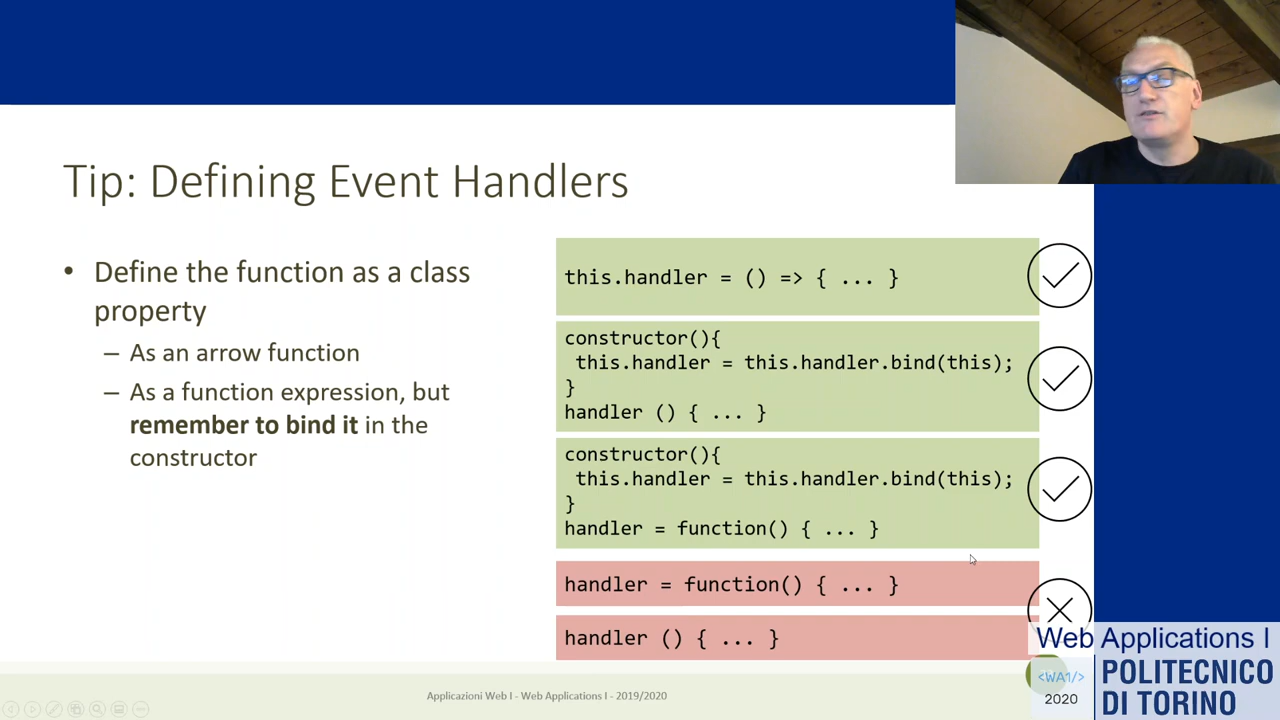 Tip: Defining Event Handlers
• Define the function as a class
property
– As an arrow function
– As a function expression, but
remember to bind it in the
constructor
this.handler = () => { ... }
constructor(){
this.handler = this.handler.bind(this);
}
handler () { ... }
constructor(){
this.handler = this.handler.bind(this);
}
handler = function() { ... }
handler = function() { ... }
handler () { ... }
Applicazioni Web I - Web Applications I - 2019/2020
Web Applications I
<WA1/>
2020
POLITECNICO
DI TORINO